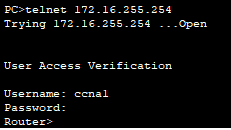 PC>telnet 172.16.255.254
Trying 172.16.255.254 ...Open
User Access Verification
Username: ccna1
Password:
Router>